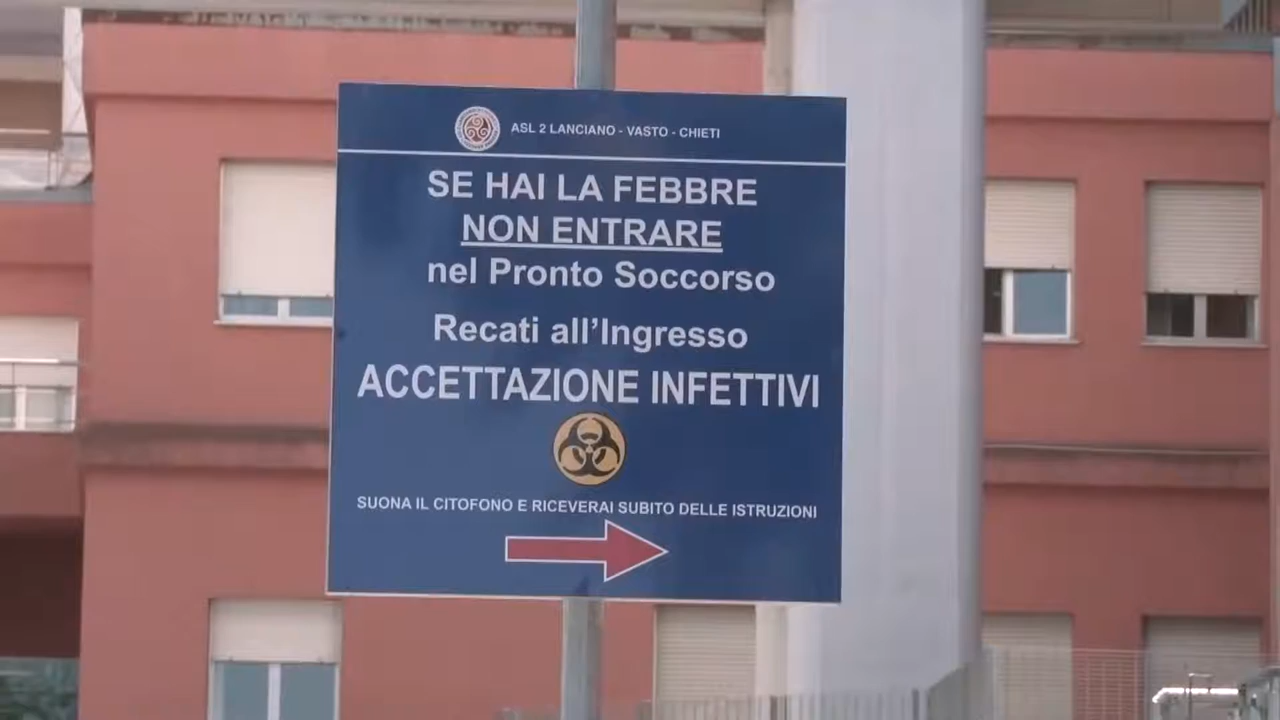 ASL 2 LANCIANO - VASTO - CHIETI
SE HAI LA FEBBRE
NON ENTRARE
nel Pronto Soccorso
Recati all’Ingresso
ACCETTAZIONE INFETTIVI
SUONA IL CITOFONO E RICEVERAI SUBITO DELLE ISTRUZIONI